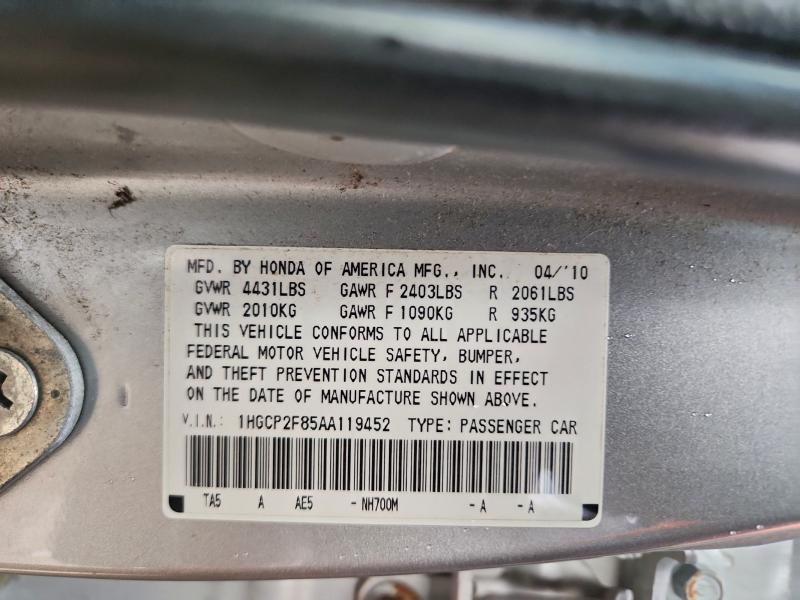 MFD. BY HONDA OF AMERICA MFG., INC. 04/'10
GVWR 4431LBS GAWR F 2403LBS R 2061LBS
GVWR 2010KG GAWR F 1090KG R 935KG
THIS VEHICLE CONFORMS TO ALL APPLICABLE
FEDERAL MOTOR VEHICLE SAFETY, BUMPER,
AND THEFT PREVENTION STANDARDS IN EFFECT
ON THE DATE OF MANUFACTURE SHOWN ABOVE.
V.I.N.: 1HGCP2F85AA119452 TYPE: PASSENGER CAR
TA5 A AE5 - NH700M - A - A